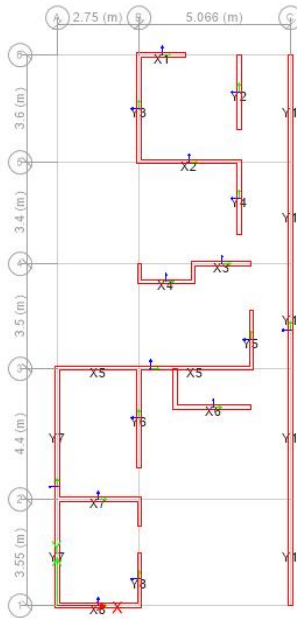 A 2.75 (m) B 5.066 (m) C
6
X1
Y2
3.6 (m)
Y3
Y1
5
X2
Y4
Y1
3.4 (m)
4
X3
X4
3.5 (m)
Y1
Y5
3
X5 X5
X6
Y6
4.4 (m)
Y7
Y1
2
X7
3.55 (m)
Y7
Y1
X
1
X8